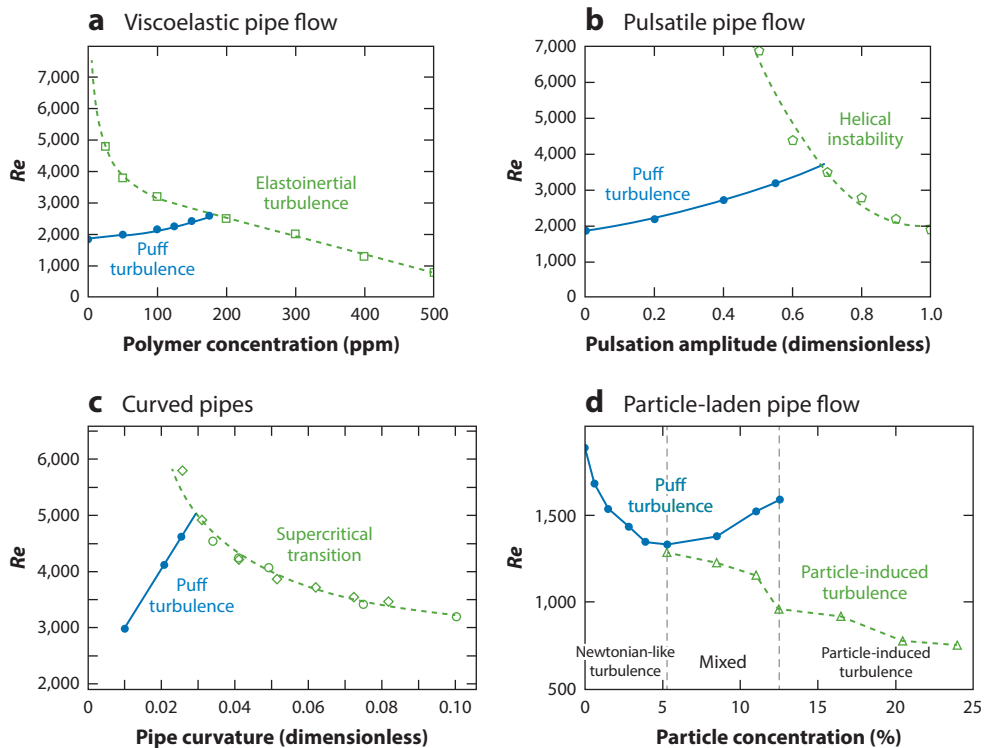 a Viscoelastic pipe flow
7,000
6,000
5,000
4,000
3,000
2,000
1,000
0
Re
Elastoinertial
turbulence
Puff
turbulence
0 100 200 300 400 500
Polymer concentration (ppm)
b Pulsatile pipe flow
7,000
6,000
5,000
4,000
3,000
2,000
1,000
0
Re
Helical
instability
Puff
turbulence
0 0.2 0.4 0.6 0.8 1.0
Pulsation amplitude (dimensionless)
c Curved pipes
6,000
5,000
4,000
3,000
2,000
Re
Supercritical
transition
Puff
turbulence
0 0.02 0.04 0.06 0.08 0.10
Pipe curvature (dimensionless)
d Particle-laden pipe flow
1,500
1,000
500
Re
Puff
turbulence
Particle-induced
turbulence
Newtonian-like
turbulence
Mixed
Particle-induced
turbulence
0 5 10 15 20 25
Particle concentration (%)